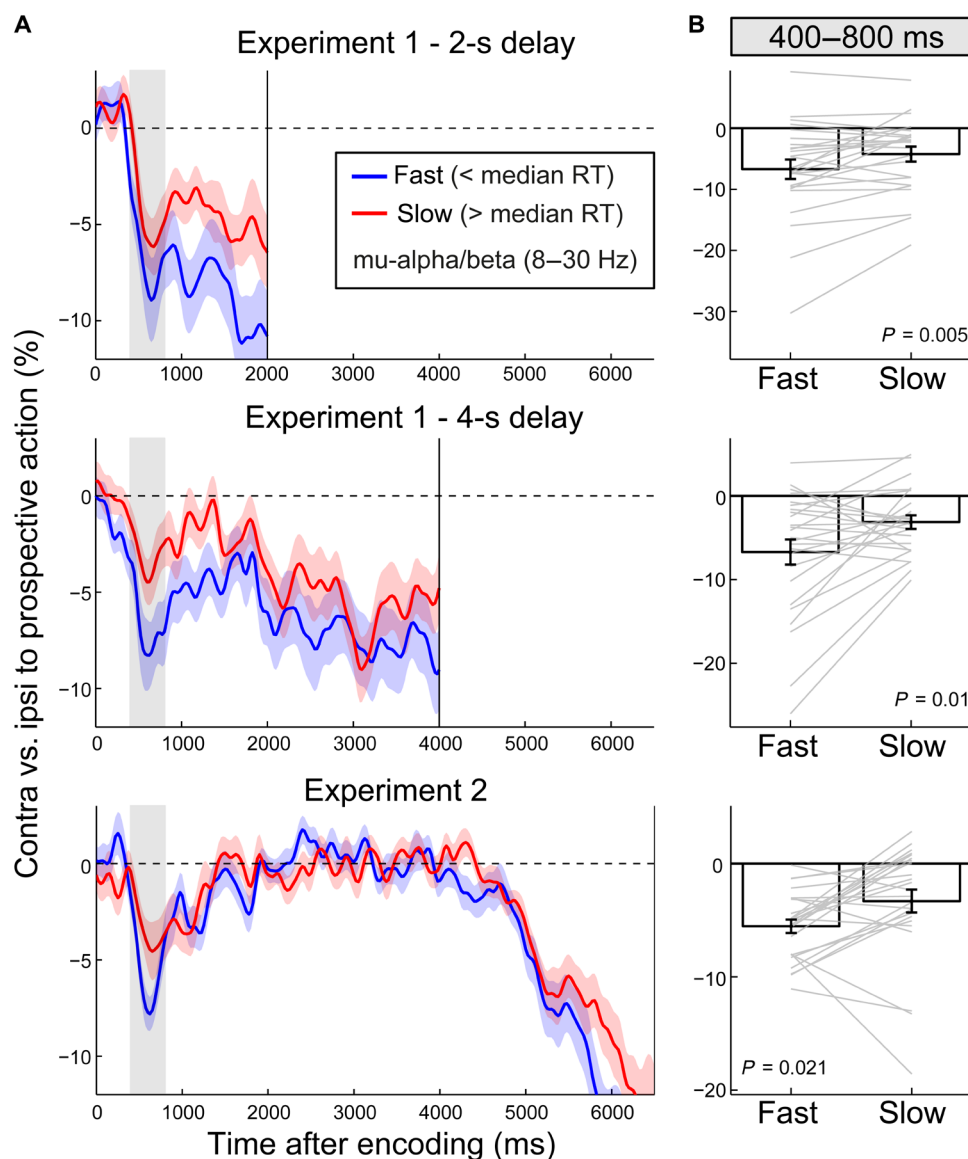 A
B
Experiment 1 - 2-s delay
400–800 ms
0
−5
−10
0 1000 2000 3000 4000 5000 6000
Fast (< median RT)
Slow (> median RT)
mu-alpha/beta (8–30 Hz)
0
−10
−20
−30
P = 0.005
Fast Slow
Experiment 1 - 4-s delay
0
−5
−10
0 1000 2000 3000 4000 5000 6000
0
−10
−20
P = 0.01
Fast Slow
Experiment 2
0
−5
−10
0 1000 2000 3000 4000 5000 6000
0
−10
−20
P = 0.021
Fast Slow
Contra vs. ipsi to prospective action (%)
Time after encoding (ms)